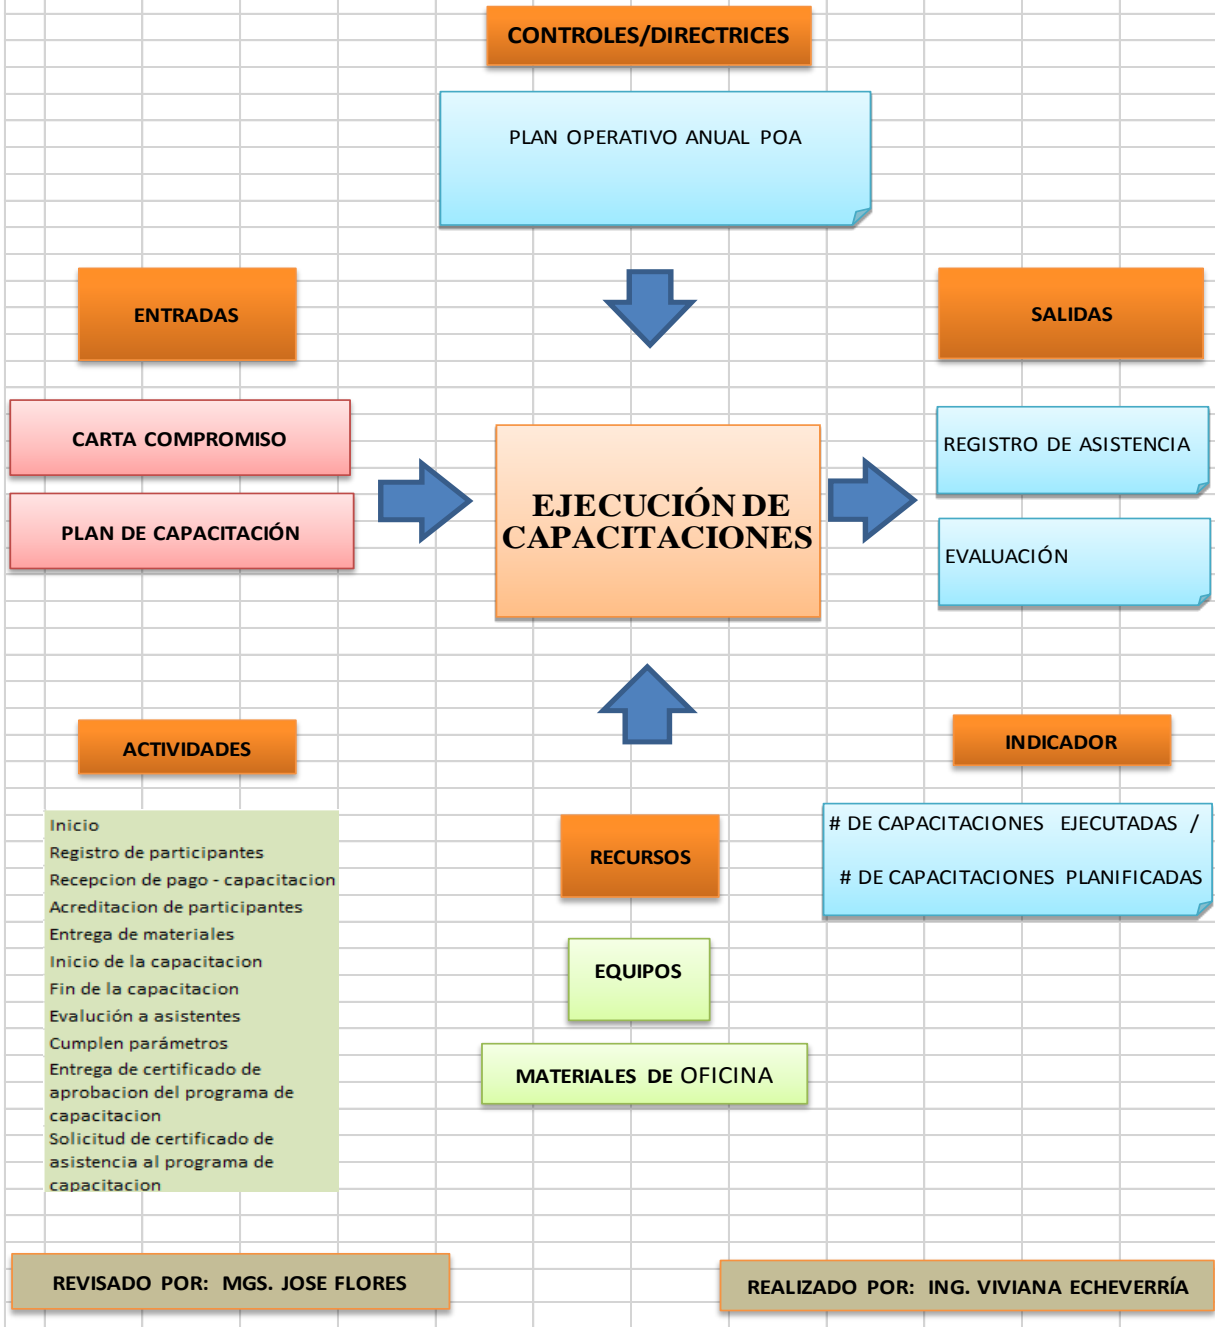 CONTROLES/DIRECTRICES
PLAN OPERATIVO ANUAL POA
ENTRADAS
SALIDAS
CARTA COMPROMISO
PLAN DE CAPACITACIÓN
EJECUCIÓN DE
CAPACITACIONES
REGISTRO DE ASISTENCIA
EVALUACIÓN
ACTIVIDADES
Inicio
Registro de participantes
Recepcion de pago - capacitacion
Acreditacion de participantes
Entrega de materiales
Inicio de la capacitacion
Fin de la capacitacion
Evalución a asistentes
Cumplen parámetros
Entrega de certificado de
aprobacion del programa de
capacitacion
Solicitud de certificado de
asistencia al programa de
capacitacion
RECURSOS
EQUIPOS
MATERIALES DE OFICINA
INDICADOR
# DE CAPACITACIONES EJECUTADAS /
# DE CAPACITACIONES PLANIFICADAS
REVISADO POR: MGS. JOSE FLORES
REALIZADO POR: ING. VIVIANA ECHEVERRÍA